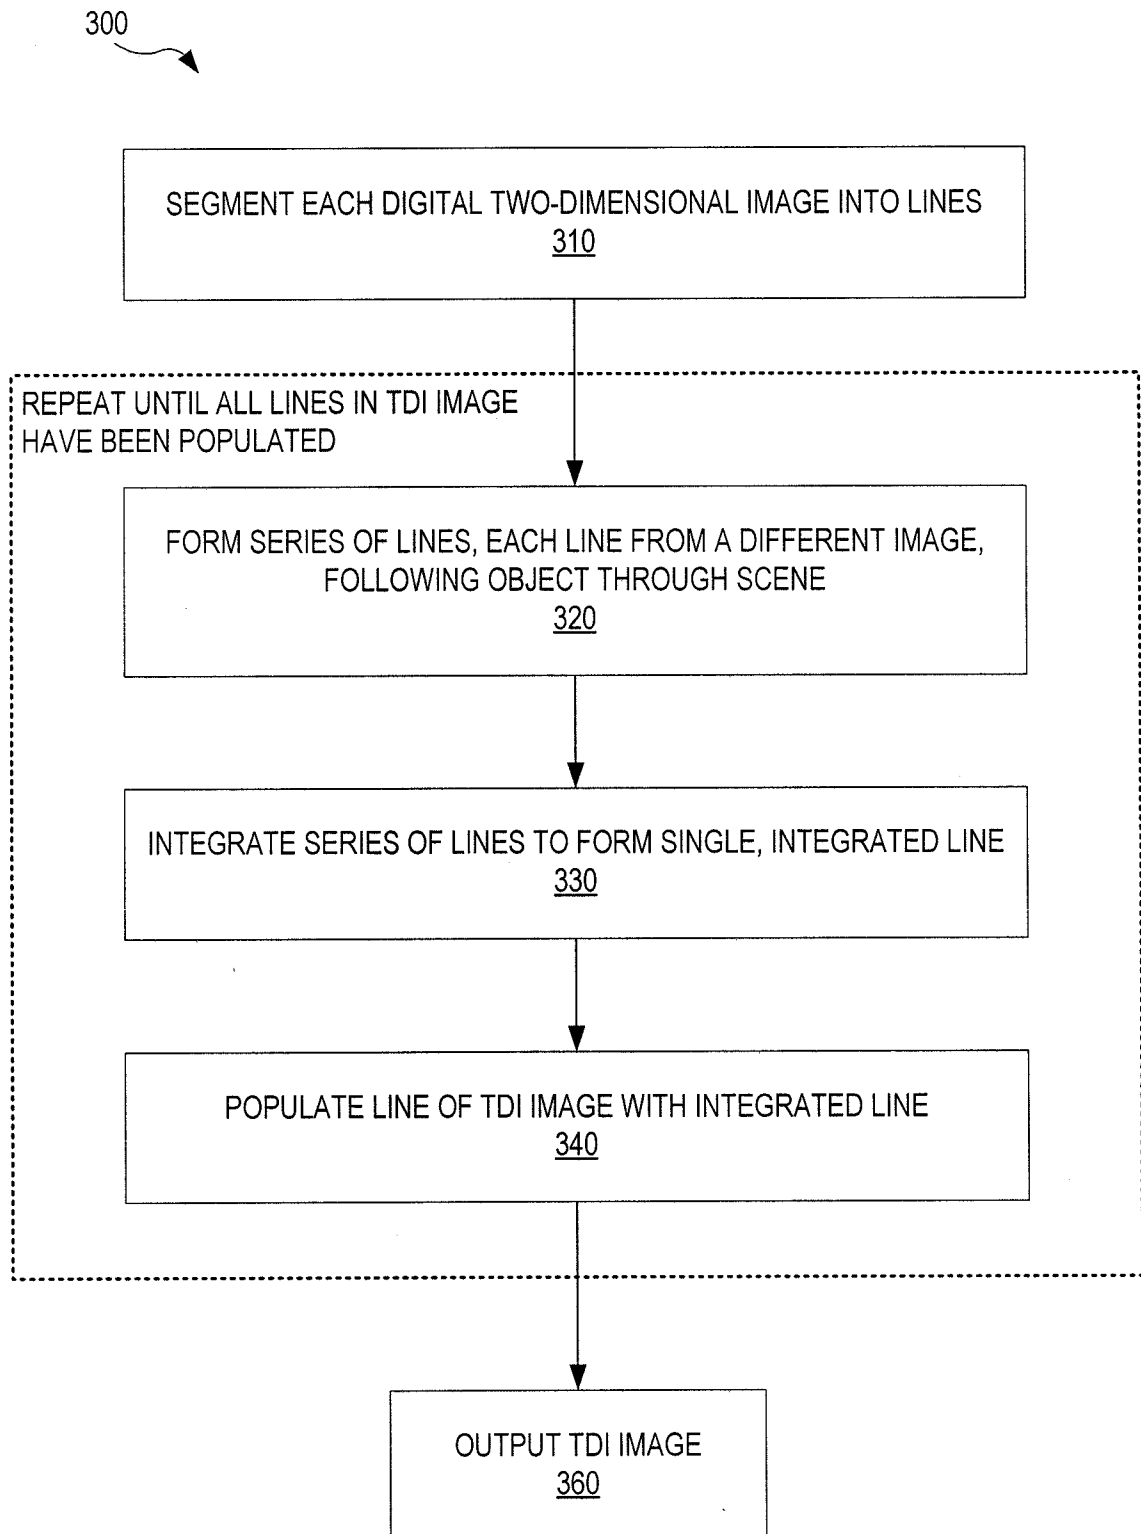 300
SEGMENT EACH DIGITAL TWO-DIMENSIONAL IMAGE INTO LINES
310
REPEAT UNTIL ALL LINES IN TDI IMAGE
HAVE BEEN POPULATED
FORM SERIES OF LINES, EACH LINE FROM A DIFFERENT IMAGE,
FOLLOWING OBJECT THROUGH SCENE
320
INTEGRATE SERIES OF LINES TO FORM SINGLE, INTEGRATED LINE
330
POPULATE LINE OF TDI IMAGE WITH INTEGRATED LINE
340
OUTPUT TDI IMAGE
360